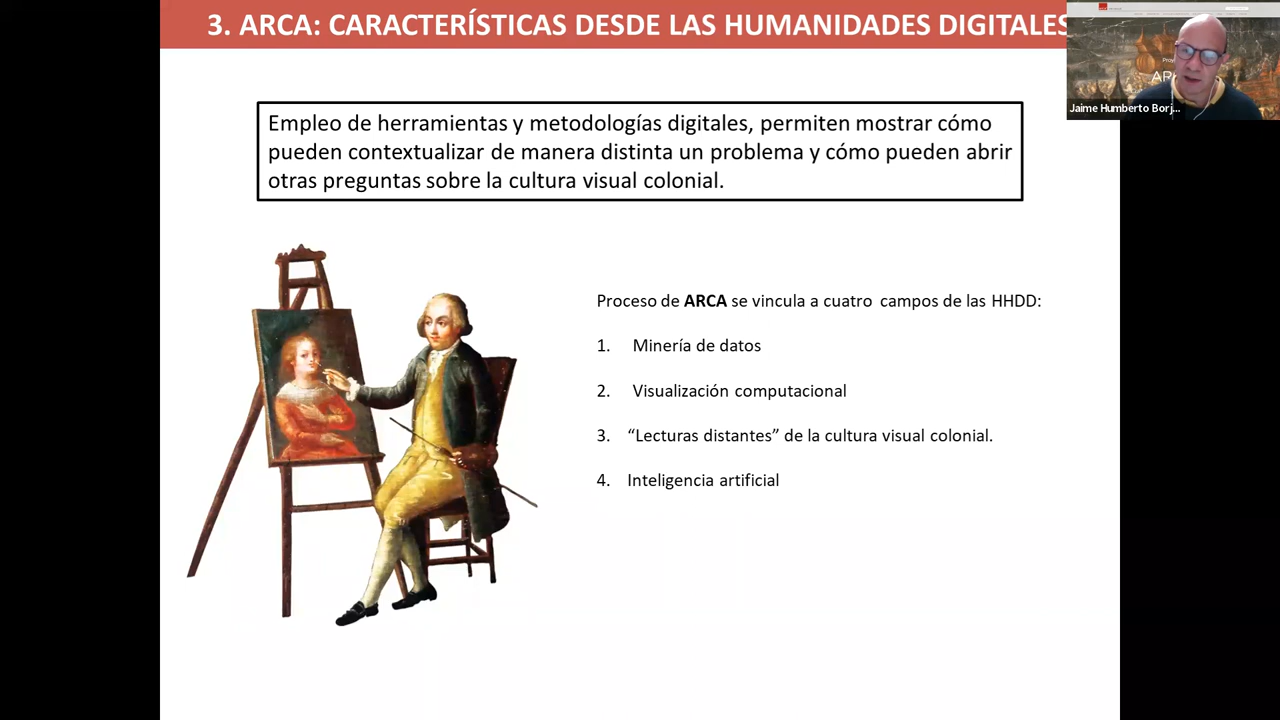 3. ARCA: CARACTERÍSTICAS DESDE LAS HUMANIDADES DIGITALES
Jaime Humberto Borj...
Empleo de herramientas y metodologías digitales, permiten mostrar cómo
pueden contextualizar de manera distinta un problema y cómo pueden abrir
otras preguntas sobre la cultura visual colonial.
Proceso de ARCA se vincula a cuatro campos de las HHDD:
1. Minería de datos
2. Visualización computacional
3. “Lecturas distantes” de la cultura visual colonial.
4. Inteligencia artificial